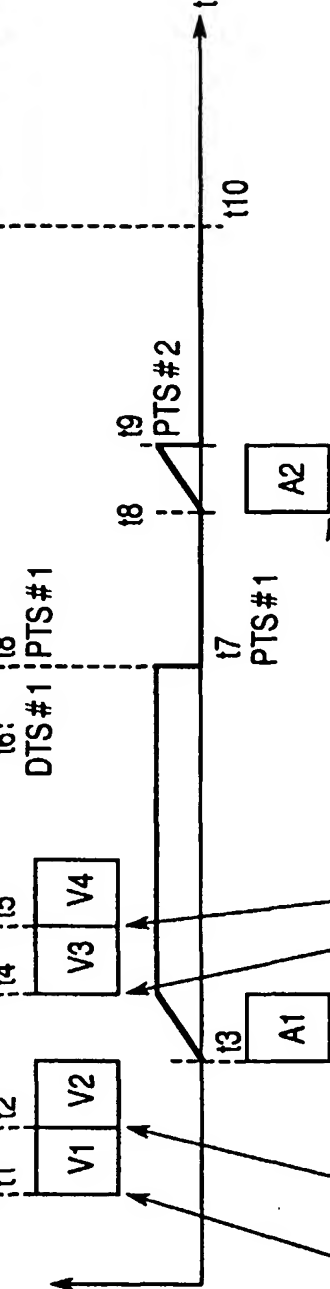 t1 t2 t4 t5
DTS#1 PTS#1
V1 V2 V3 V4
t8 t9
PTS#2
t
t3 t7 t10
PTS#1
A1 A2